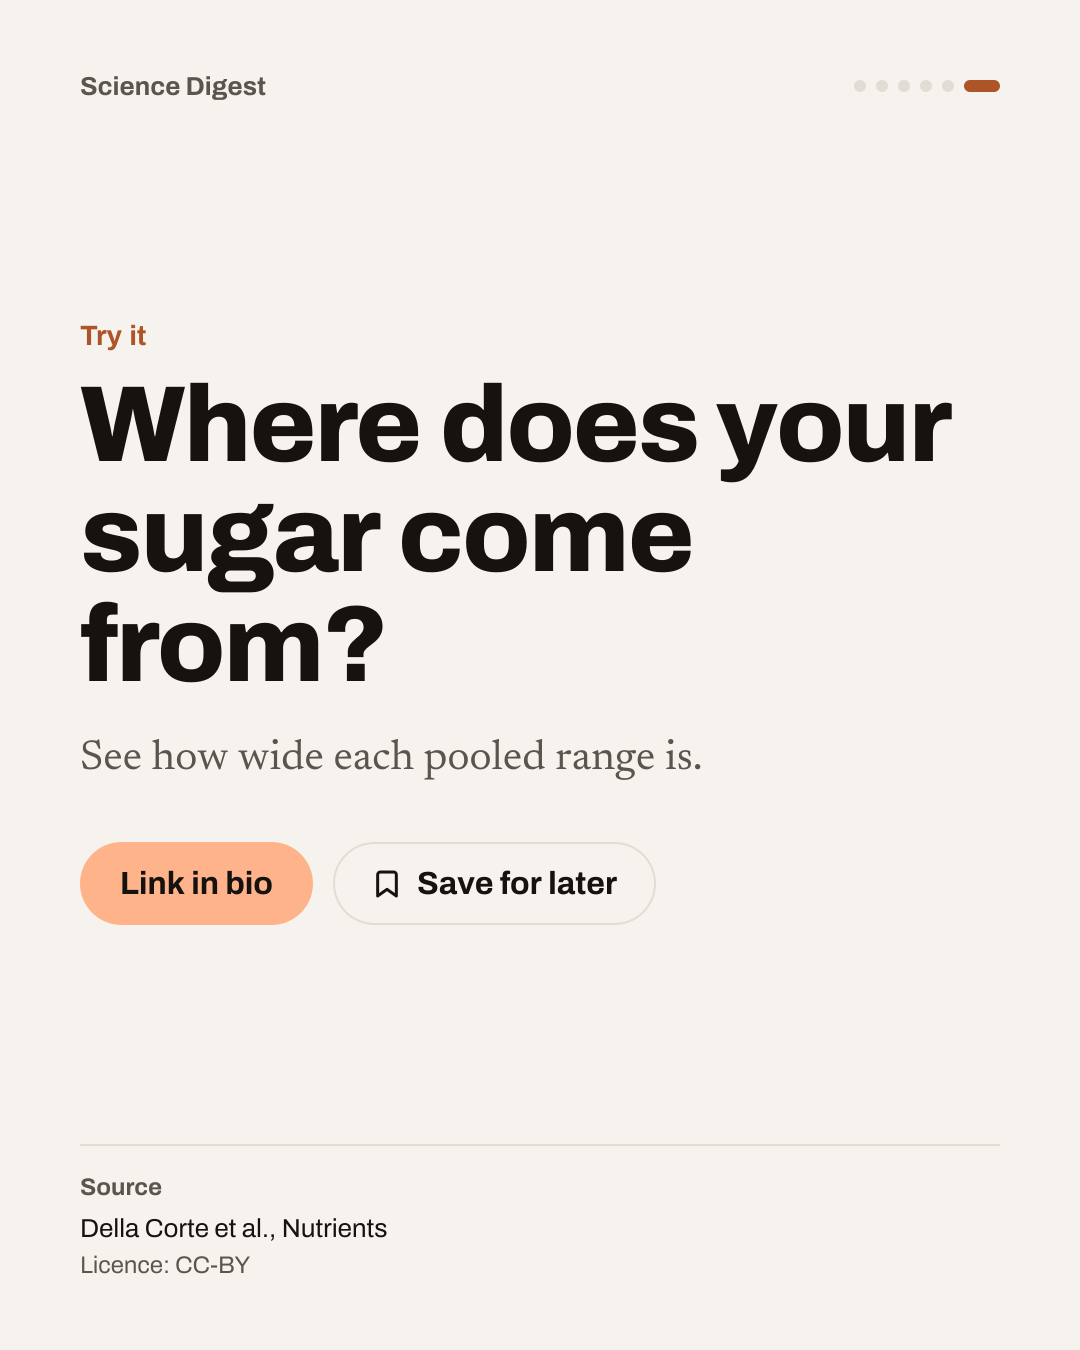 Science Digest
Try it
Where does your
sugar come
from?
See how wide each pooled range is.
Link in bio
Save for later
Source
Della Corte et al., Nutrients
Licence: CC-BY